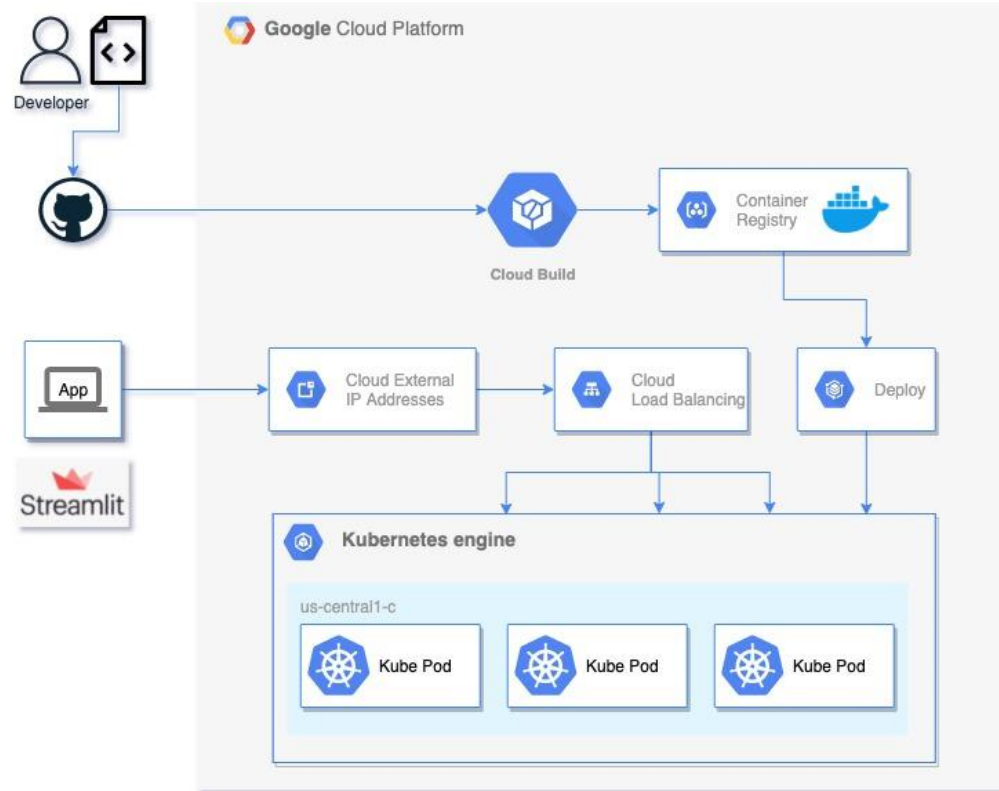 Google Cloud Platform
Developer
Cloud Build
Container
Registry
App
Cloud External
IP Addresses
Cloud
Load Balancing
Deploy
Streamlit
Kubernetes engine
us-central1-c
Kube Pod
Kube Pod
Kube Pod